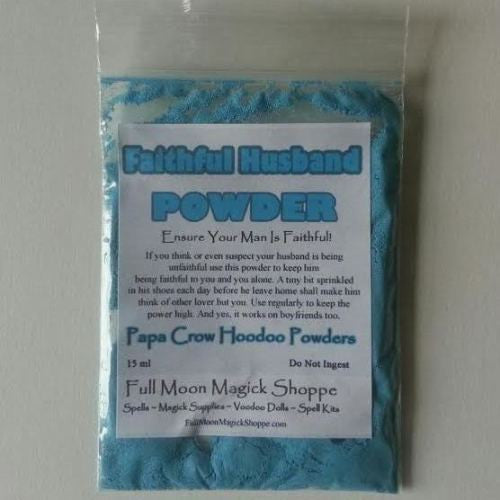 Faithful Husband
POWDER
Ensure Your Man Is Faithful!
If you think or even suspect your husband is being
unfaithful use this powder to keep him
being faithful to you and you alone. A tiny bit sprinkled
in his shoes each day before he leave home shall make him
think of other lover but you. Use regularly to keep the
power high. And yes, it works on boyfriends too.
Papa Crow Hoodoo Powders
15 ml Do Not Ingest
Full Moon Magick Shoppe
Spells ~ Magick Supplies ~ Voodoo Dolls ~ Spell Kits
FullMoonMagickShoppe.com